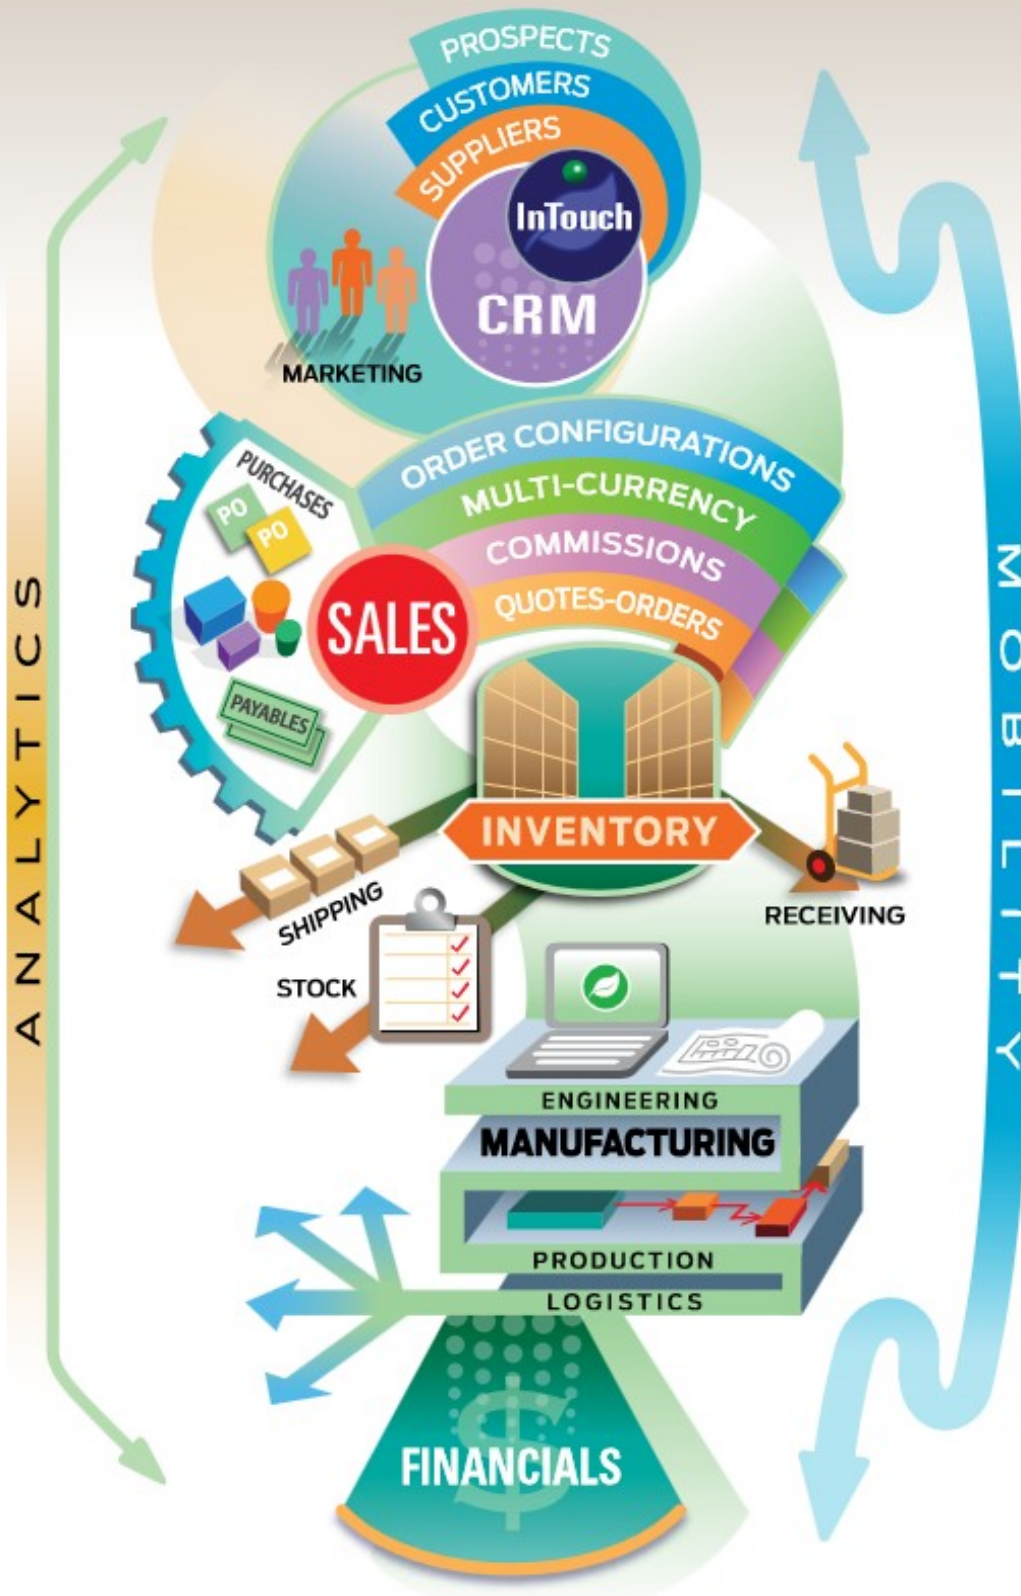 PROSPECTS
CUSTOMERS
SUPPLIERS
InTouch
CRM
MARKETING
ORDER CONFIGURATIONS
MULTI-CURRENCY
COMMISSIONS
QUOTES-ORDERS
PURCHASES
PO
PO
SALES
PAYABLES
INVENTORY
SHIPPING
RECEIVING
STOCK
ENGINEERING
MANUFACTURING
PRODUCTION
LOGISTICS
FINANCIALS
$
ANALYTICS
MOBILITY